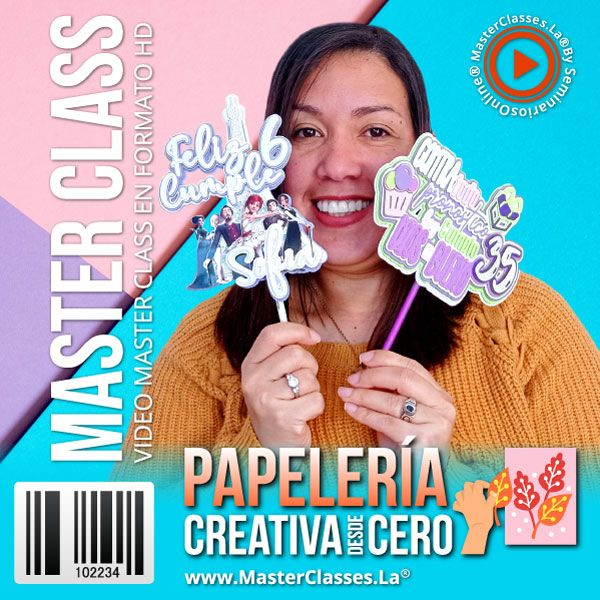 MASTER CLASS
VIDEO MASTER CLASS EN FORMATO HD
MasterClasses.La® By SeminariosOnline®
Feliz
Cumple 6
Sofia
35
PAPELERÍA
CREATIVA DESDE CERO
102234
www.MasterClasses.La®